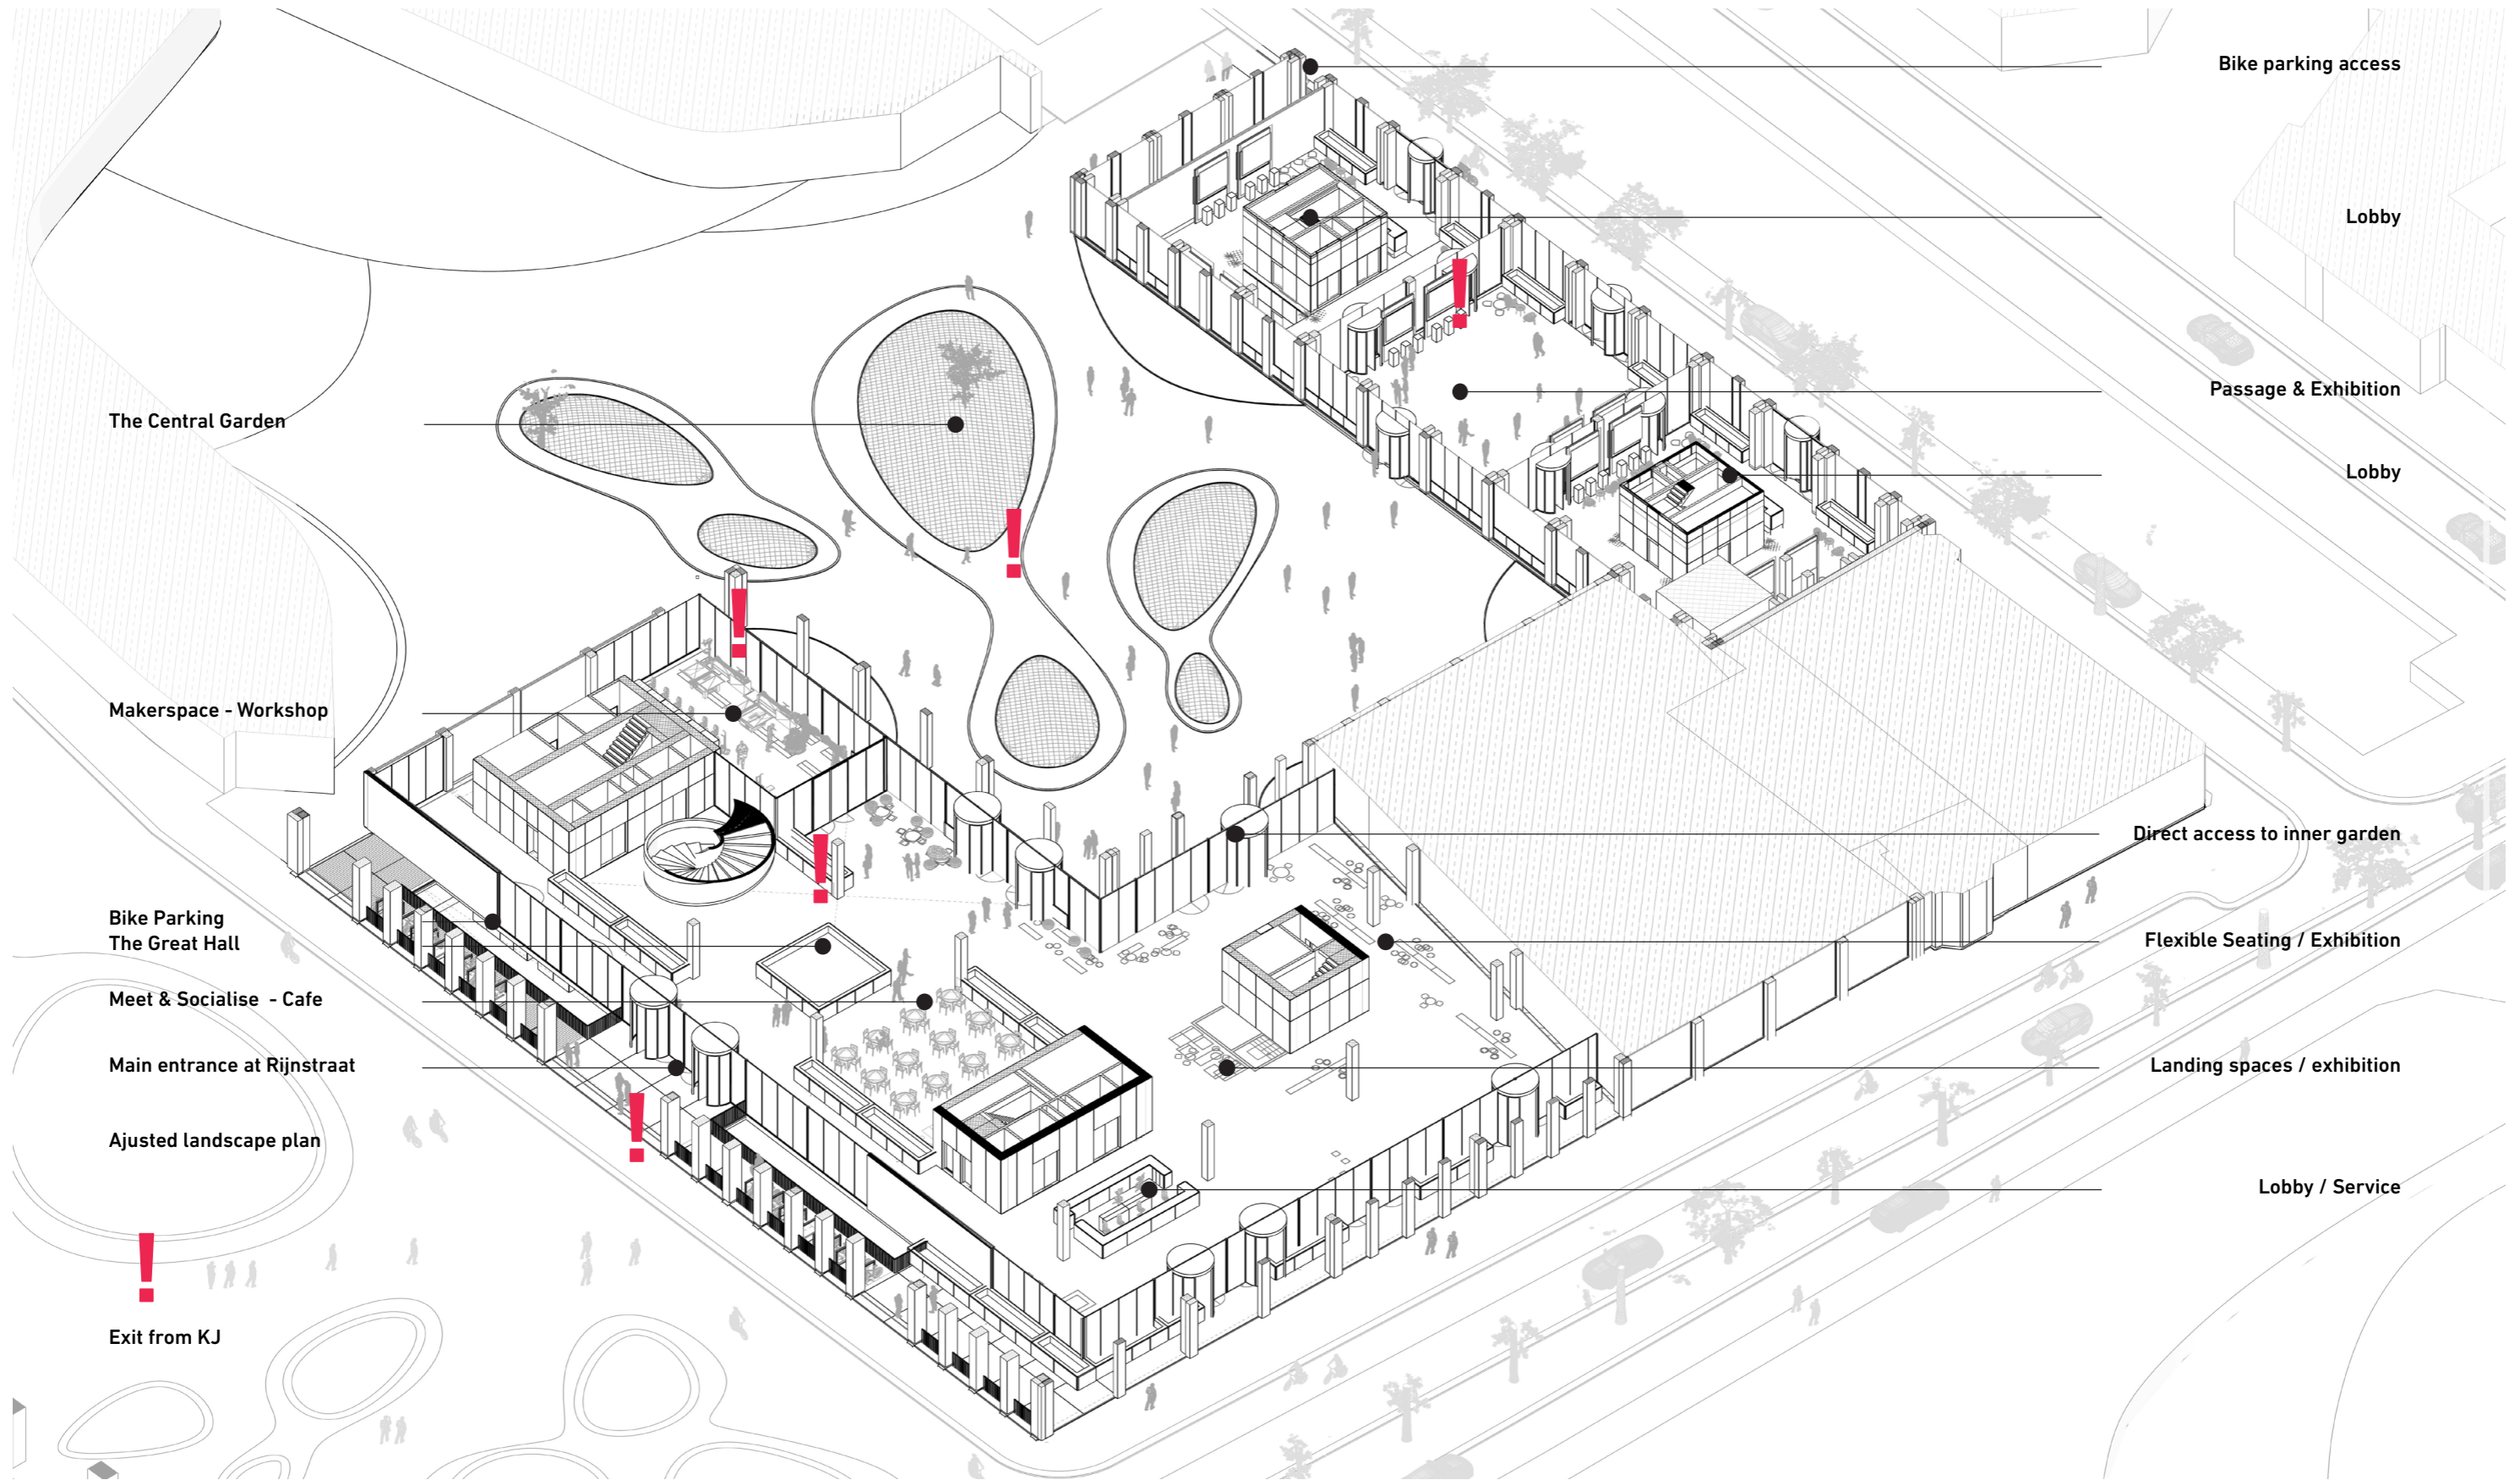 Bike parking access
Lobby
Passage & Exhibition
The Central Garden
Lobby
Makerspace - Workshop
Direct access to inner garden
Bike Parking
The Great Hall
Flexible Seating / Exhibition
Meet & Socialise - Cafe
Main entrance at Rijnstraat
Landing spaces / exhibition
Ajusted landscape plan
Lobby / Service
!
!
!
!
!
!
Exit from KJ